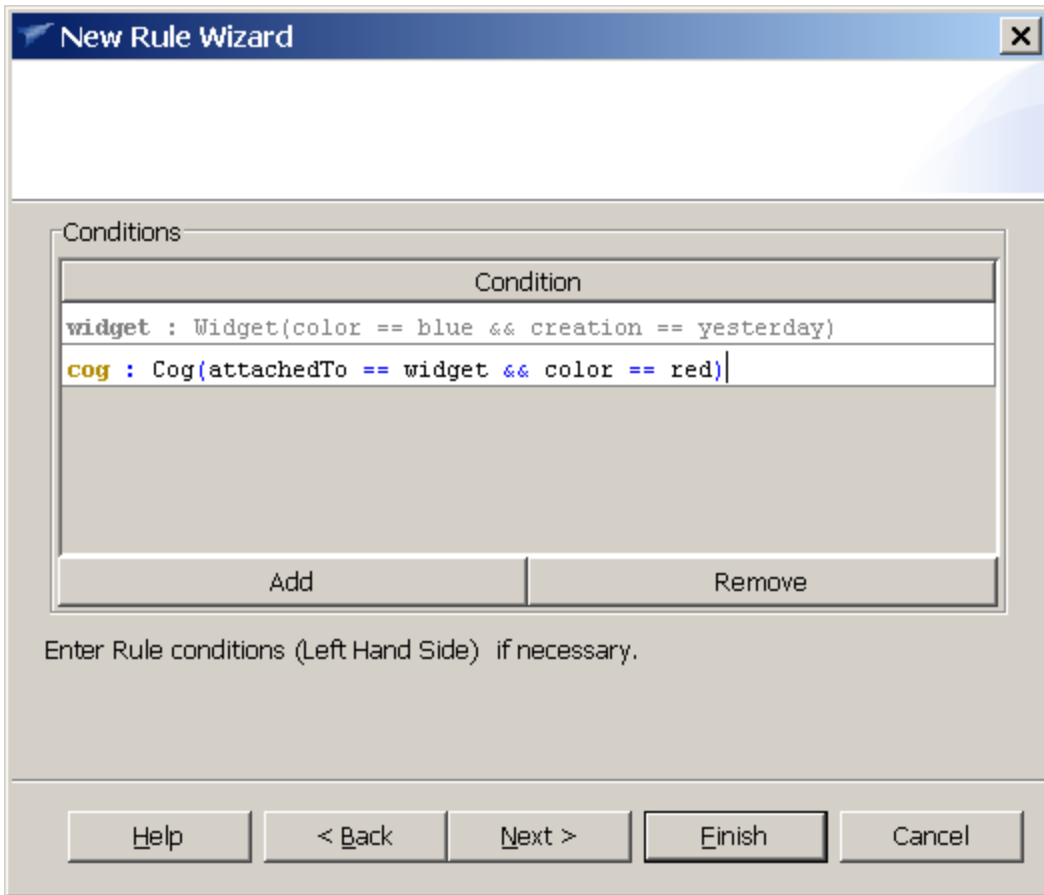 New Rule Wizard
Conditions
Condition
widget : Widget(color == blue && creation == yesterday)
cog : Cog(attachedTo == widget && color == red)
Add Remove
Enter Rule conditions (Left Hand Side)  if necessary.
Help < Back Next > Finish Cancel